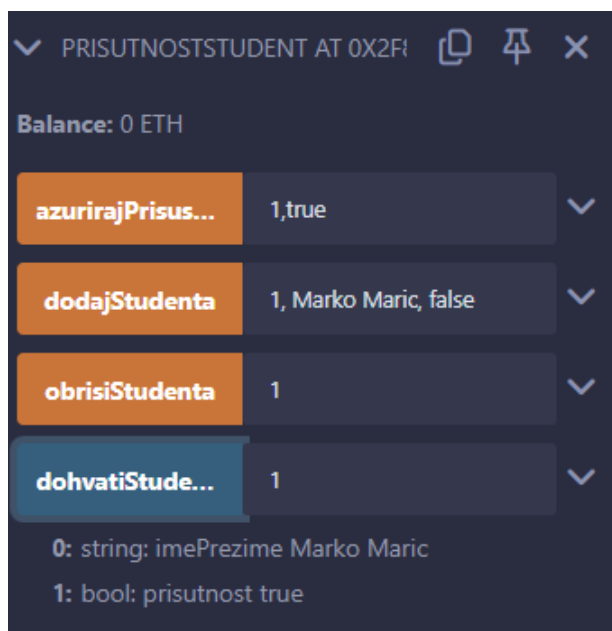 PRISUTNOSTSTUDENT AT 0X2F8
Balance: 0 ETH
azurirajPrisus... 1,true
dodajStudenta 1, Marko Maric, false
obrisiStudenta 1
dohvatiStude... 1
0: string: imePrezime Marko Maric
1: bool: prisutnost true